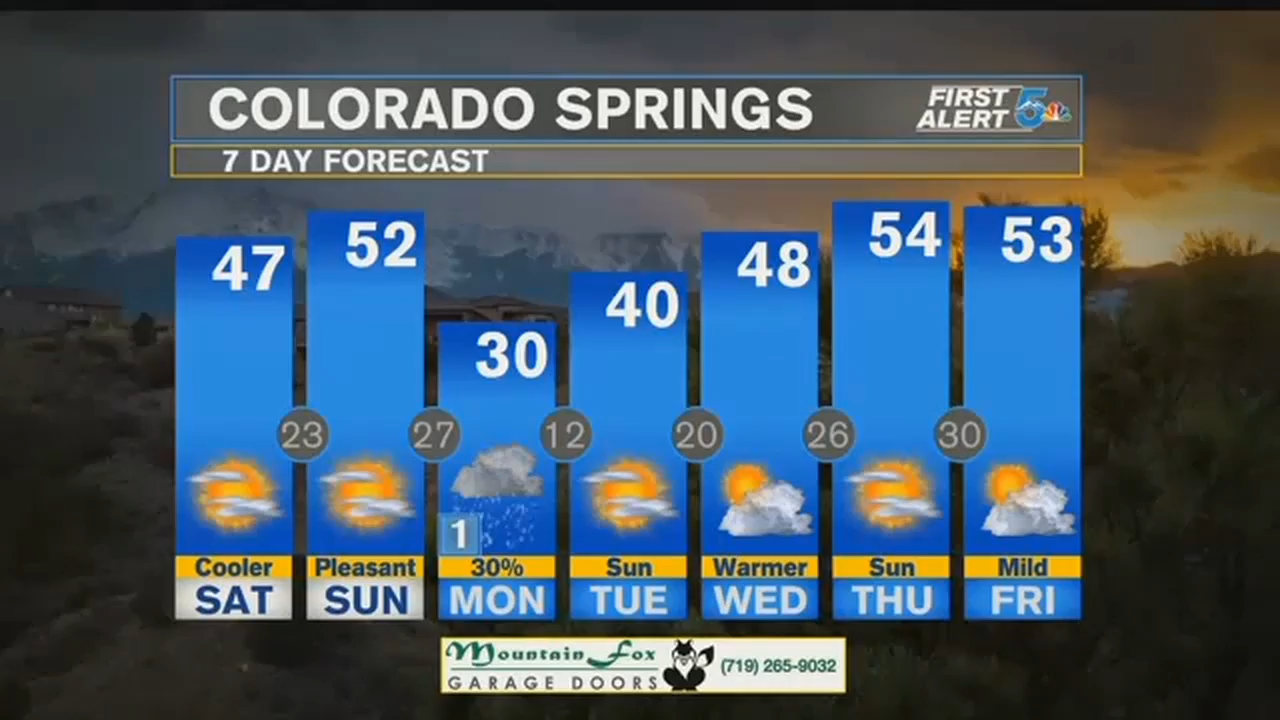 COLORADO SPRINGS
FIRST
ALERT 5
7 DAY FORECAST
47 52 30 40 48 54 53
23 27 12 20 26 30
1
Cooler Pleasant 30% Sun Warmer Sun Mild
SAT SUN MON TUE WED THU FRI
Mountain Fox
GARAGE DOORS
(719) 265-9032